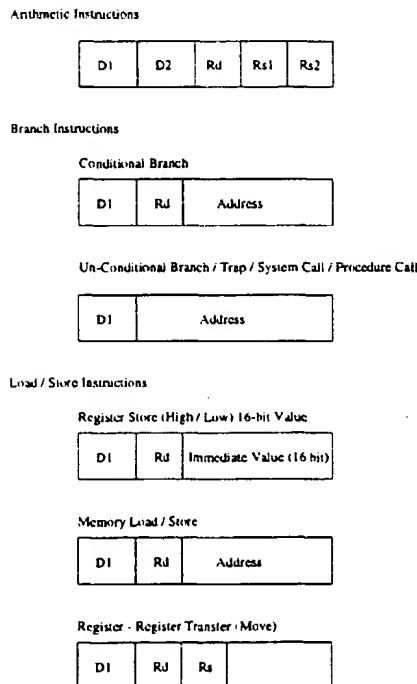 Arithmetic Instructions
D1 D2 Rd Rs1 Rs2
Branch Instructions
Conditional Branch
D1 Rd Address
Un-Conditional Branch / Trap / System Call / Procedure Call
D1 Address
Load / Store Instructions
Register Store (High / Low) 16-bit Value
D1 Rd Immediate Value (16 bit)
Memory Load / Store
D1 Rd Address
Register - Register Transfer (Move)
D1 Rd Rs